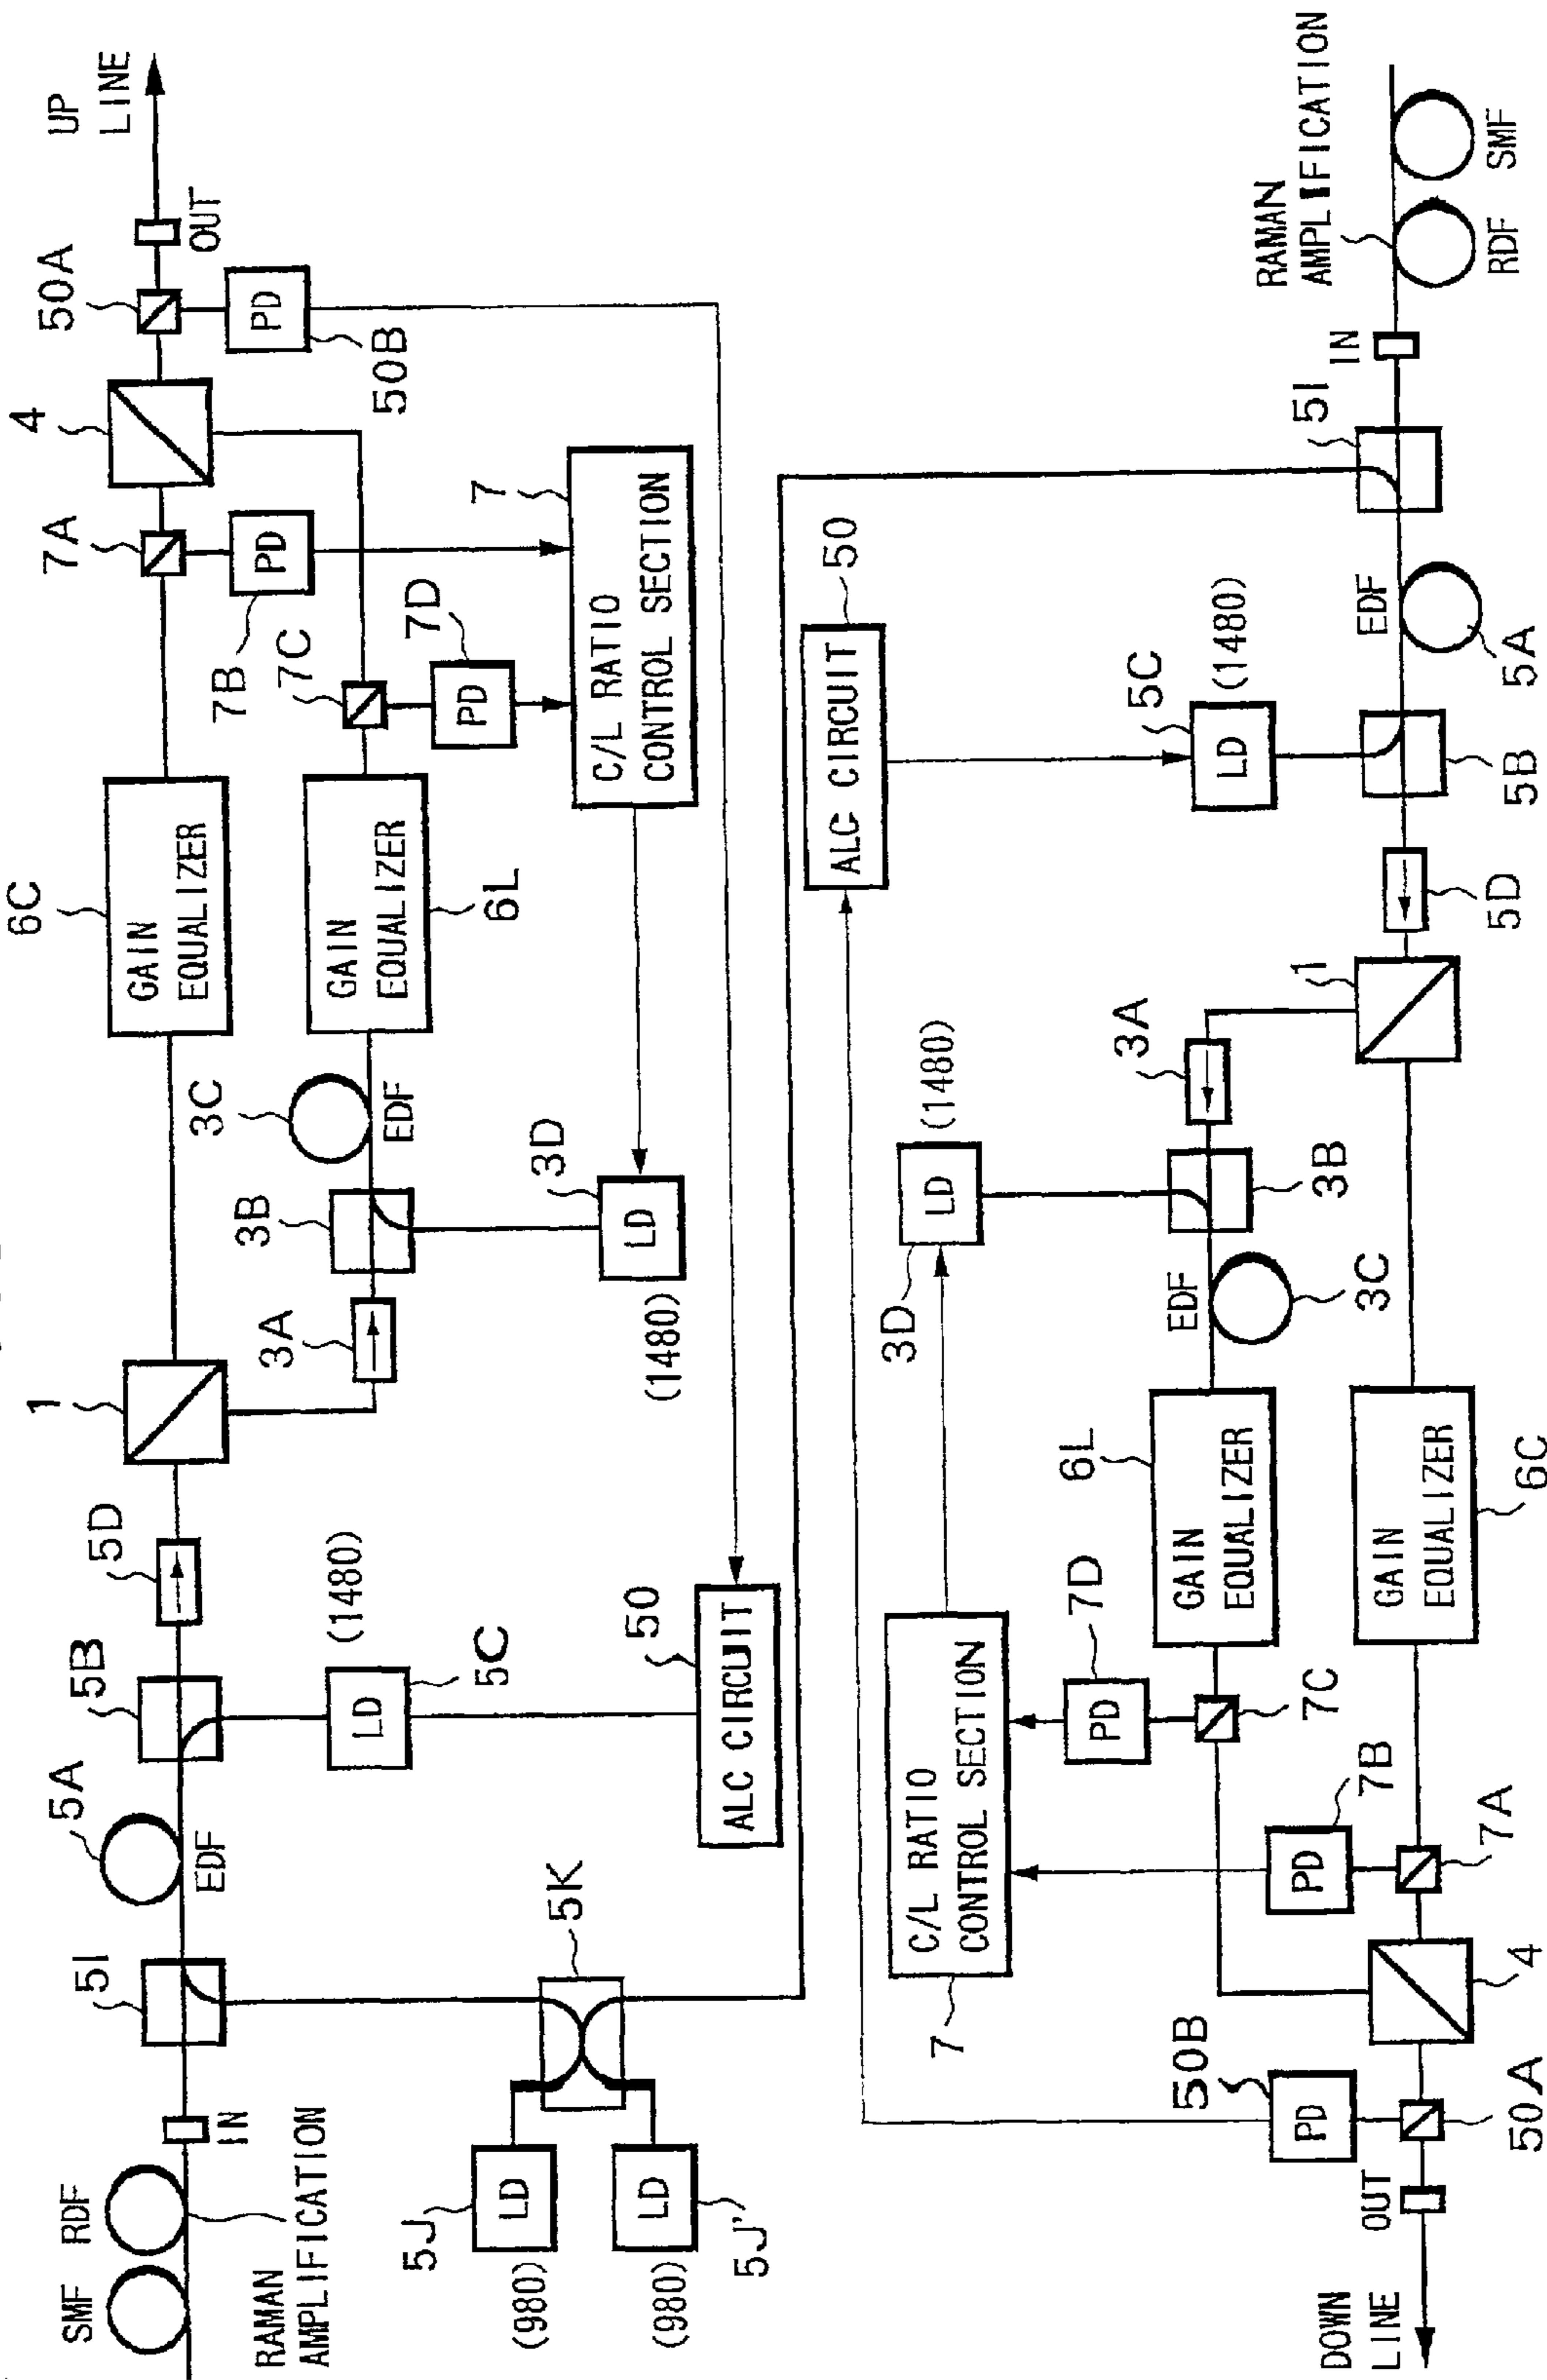 6C
4
50A
UP
LINE
1
7A
SMF
RDF
5I
5A
5B
5D
GAIN
EQUALIZER
OUT
IN
EDF
PD
50B
RAMAN
AMPLIFICATION
3A
3B
3C
7B
7C
PD
GAIN
EQUALIZER
EDF
6L
7D
PD
(1480)
LD
5C
7
5J
LD
(980)
5K
3D
LD
(1480)
C/L RATIO
CONTROL SECTION
LD
(980)
5J'
50
ALC CIRCUIT
ALC CIRCUIT
50
7
C/L RATIO
CONTROL SECTION
3D
LD
(1480)
7D
PD
6L
3A
5C
LD
(1480)
GAIN
EQUALIZER
EDF
3B
3C
7C
50B
PD
7B
PD
RAMAN
AMPLIFICATION
1
5I
IN
EDF
GAIN
EQUALIZER
DOWN
LINE
OUT
50A
4
7A
6C
5D
5B
5A
RDF
SMF